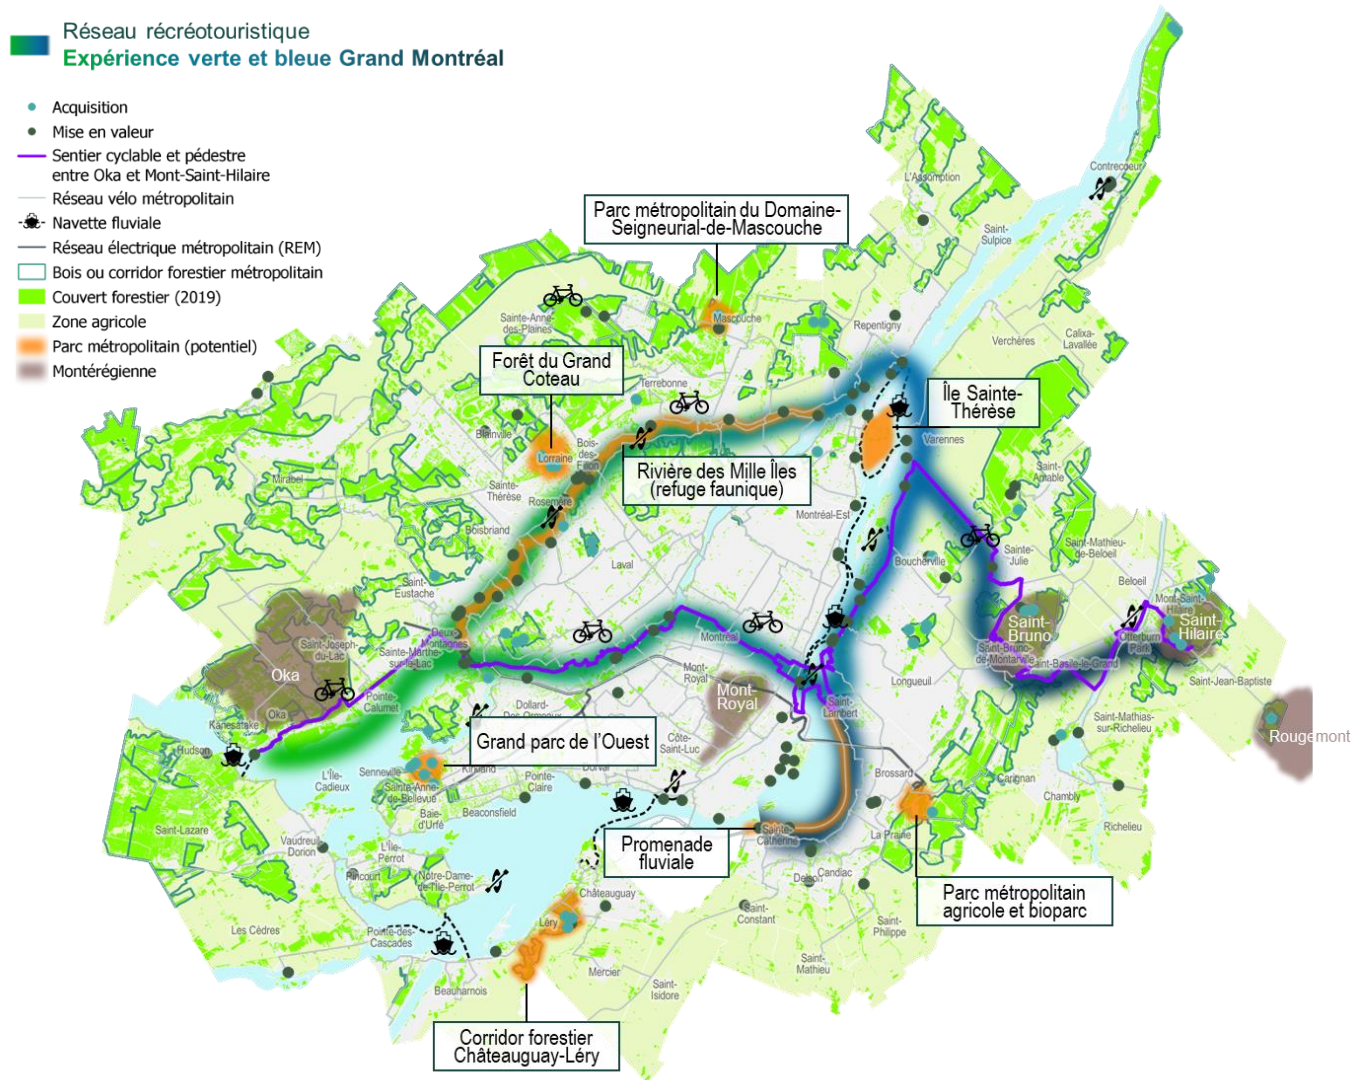 Réseau récréotouristique
Expérience verte et bleue Grand Montréal
Acquisition
Mise en valeur
Sentier cyclable et pédestre
entre Oka et Mont-Saint-Hilaire
Réseau vélo métropolitain
Navette fluviale
Réseau électrique métropolitain (REM)
Bois ou corridor forestier métropolitain
Couvert forestier (2019)
Zone agricole
Parc métropolitain (potentiel)
Montérégienne
Contrecoeur
L'Assomption
Parc métropolitain du Domaine-
Seigneurial-de-Mascouche
Saint-
Sulpice
Sainte-Anne-
des-Plaines
Mascouche
Repentigny
Verchères
Calixa-
Lavallée
Forêt du Grand
Coteau
Terrebonne
Île Sainte-
Thérèse
Blainville
Bois-
des-
Filion
Varennes
Lorraine
Rivière des Mille Îles
(refuge faunique)
Mirabel
Sainte-
Thérèse
Rosemère
Saint-
Amable
Montréal-Est
Boisbriand
Laval
Boucherville
Sainte-
Julie
Saint-Mathieu-
de-Beloeil
Saint-
Eustache
Beloeil
Mont-Saint-
Hilaire
Saint-
Hilaire
Saint-
Bruno
Deux-
Montagnes
Montréal
Otterburn
Park
Saint-Joseph-
du-Lac
Sainte-Marthe-
sur-le-Lac
Saint-Bruno-
de-Montarville
Saint-Basile-le-Grand
Oka
Mont-
Royal
Mont-
Royal
Longueuil
Saint-Jean-Baptiste
Pointe-
Calumet
Oka
Kanesatake
Dollard-
Des Ormeaux
Saint-
Lambert
Saint-Mathias-
sur-Richelieu
Rougemont
Hudson
Grand parc de l'Ouest
Côte-
Saint-Luc
Senneville
Kirkland
Dorval
Brossard
L'Île-
Cadieux
Sainte-Anne-
de-Bellevue
Pointe-
Claire
Carignan
Chambly
Baie-
d'Urfé
Beaconsfield
Saint-Lazare
Sainte-
Catherine
La Prairie
Richelieu
Vaudreuil-
Dorion
L'Île-
Perrot
Promenade
fluviale
Pincourt
Notre-Dame-
de-l'Île-Perrot
Delson
Candiac
Châteauguay
Parc métropolitain
agricole et bioparc
Saint-
Constant
Léry
Saint-
Philippe
Les Cèdres
Pointe-des-
Cascades
Mercier
Saint-
Mathieu
Beauharnois
Saint-
Isidore
Corridor forestier
Châteauguay-Léry